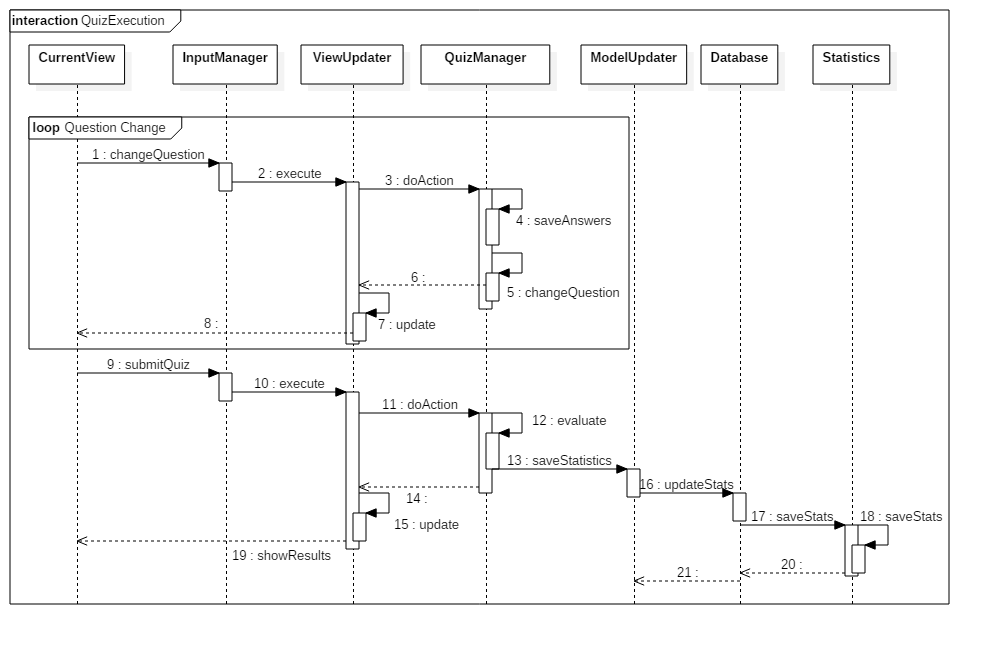 interaction QuizExecution
CurrentView
InputManager
ViewUpdater
QuizManager
ModelUpdater
Database
Statistics
loop Question Change
1 : changeQuestion
2 : execute
3 : doAction
4 : saveAnswers
6 :
5 : changeQuestion
8 :
7 : update
9 : submitQuiz
10 : execute
11 : doAction
12 : evaluate
13 : saveStatistics
16 : updateStats
14 :
17 : saveStats
18 : saveStats
15 : update
19 : showResults
20 :
21 :